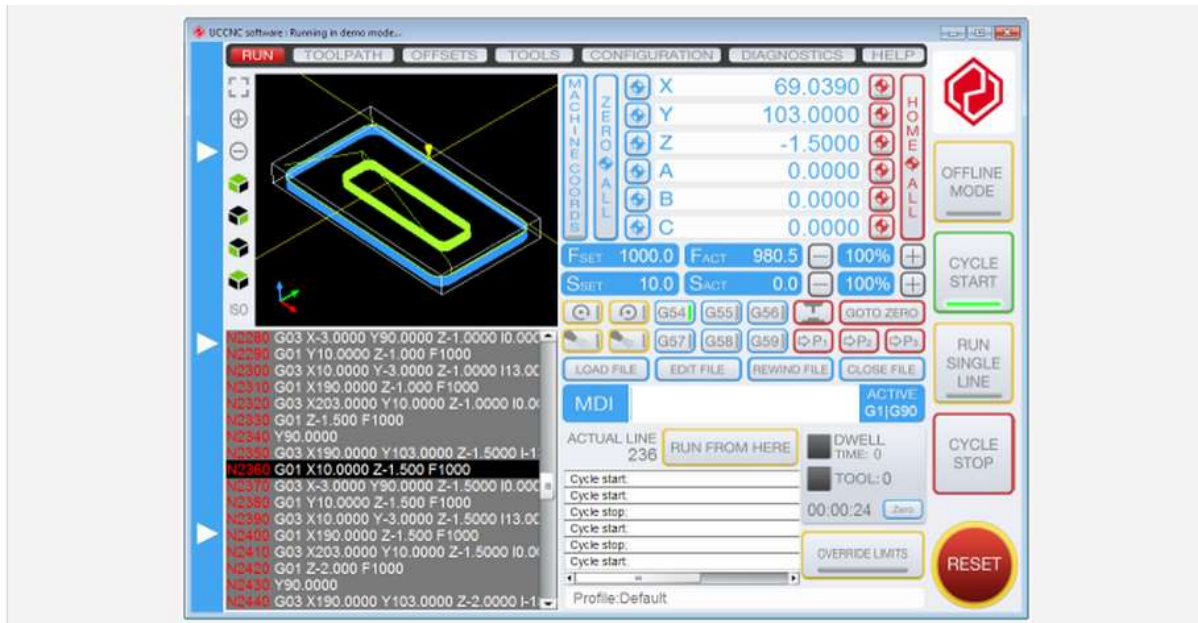 UCCNC software : Running in demo mode...
RUN TOOLPATH OFFSETS TOOLS CONFIGURATION DIAGNOSTICS HELP
MACHINE COORDS
ZERO ALL
X 69.0390
Y 103.0000
Z -1.5000
A 0.0000
B 0.0000
C 0.0000
HOME ALL
FSET 1000.0 FACT 980.5 100%
SSET 10.0 SACT 0.0 100%
ISO
G54 G55 G56 GOTO ZERO
G57 G58 G59 P1 P2 P3
LOAD FILE EDIT FILE REWIND FILE CLOSE FILE
MDI
ACTIVE
G1|G90
ACTUAL LINE
236
RUN FROM HERE
DWELL
TIME: 0
TOOL: 0
00:00:24 Zero
OVERRIDE LIMITS
Cycle start.
Cycle start.
Cycle stop;
Cycle start.
Cycle stop;
Cycle start.
Profile:Default
N2280 G03 X-3.0000 Y90.0000 Z-1.0000 I0.000
N2290 G01 Y10.0000 Z-1.000 F1000
N2300 G03 X10.0000 Y-3.0000 Z-1.0000 I13.00
N2310 G01 X190.0000 Z-1.000 F1000
N2320 G03 X203.0000 Y10.0000 Z-1.0000 I0.00
N2330 G01 Z-1.500 F1000
N2340 Y90.0000
N2350 G03 X190.0000 Y103.0000 Z-1.5000 I-1
N2360 G01 X10.0000 Z-1.500 F1000
N2370 G03 X-3.0000 Y90.0000 Z-1.5000 I0.000
N2380 G01 Y10.0000 Z-1.500 F1000
N2390 G03 X10.0000 Y-3.0000 Z-1.5000 I13.00
N2400 G01 X190.0000 Z-1.500 F1000
N2410 G03 X203.0000 Y10.0000 Z-1.5000 I0.00
N2420 G01 Z-2.000 F1000
N2430 Y90.0000
N2440 G03 X190.0000 Y103.0000 Z-2.0000 I-1
OFFLINE
MODE
CYCLE
START
RUN
SINGLE
LINE
CYCLE
STOP
RESET